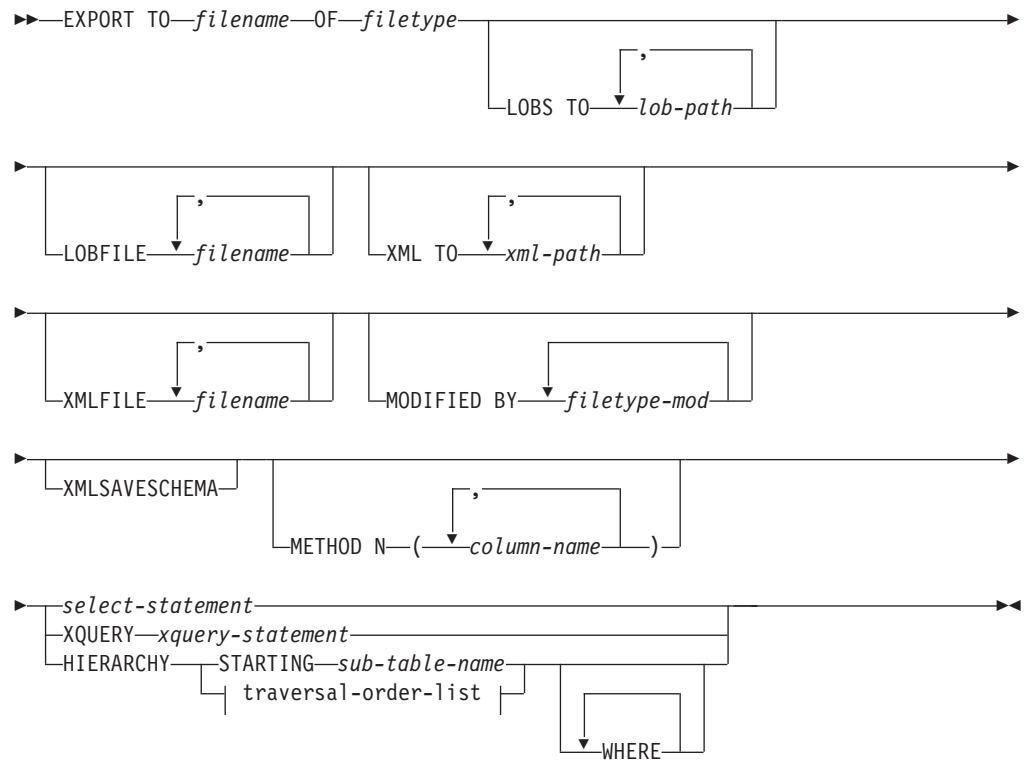 EXPORT TO filename OF filetype
,
LOBS TO lob-path
, ,
LOBFILE filename XML TO xml-path
,
XMLFILE filename MODIFIED BY filetype-mod
XMLSAVESCHEMA
,
METHOD N ( column-name )
select-statement
XQUERY xquery-statement
HIERARCHY STARTING sub-table-name
traversal-order-list
WHERE